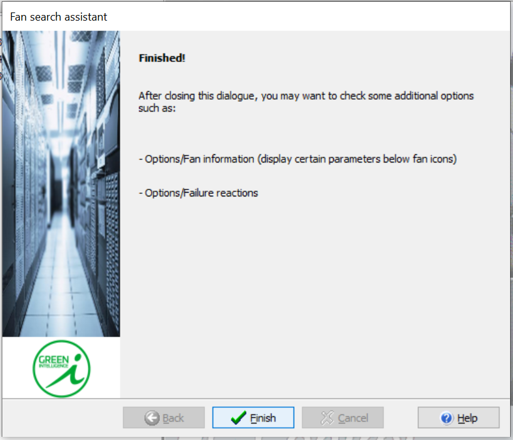 Fan search assistant
Finished!
After closing this dialogue, you may want to check some additional options
such as:
- Options/Fan information (display certain parameters below fan icons)
- Options/Failure reactions
GREEN
INTELLIGENCE
i
Back
Finish
Cancel
Help